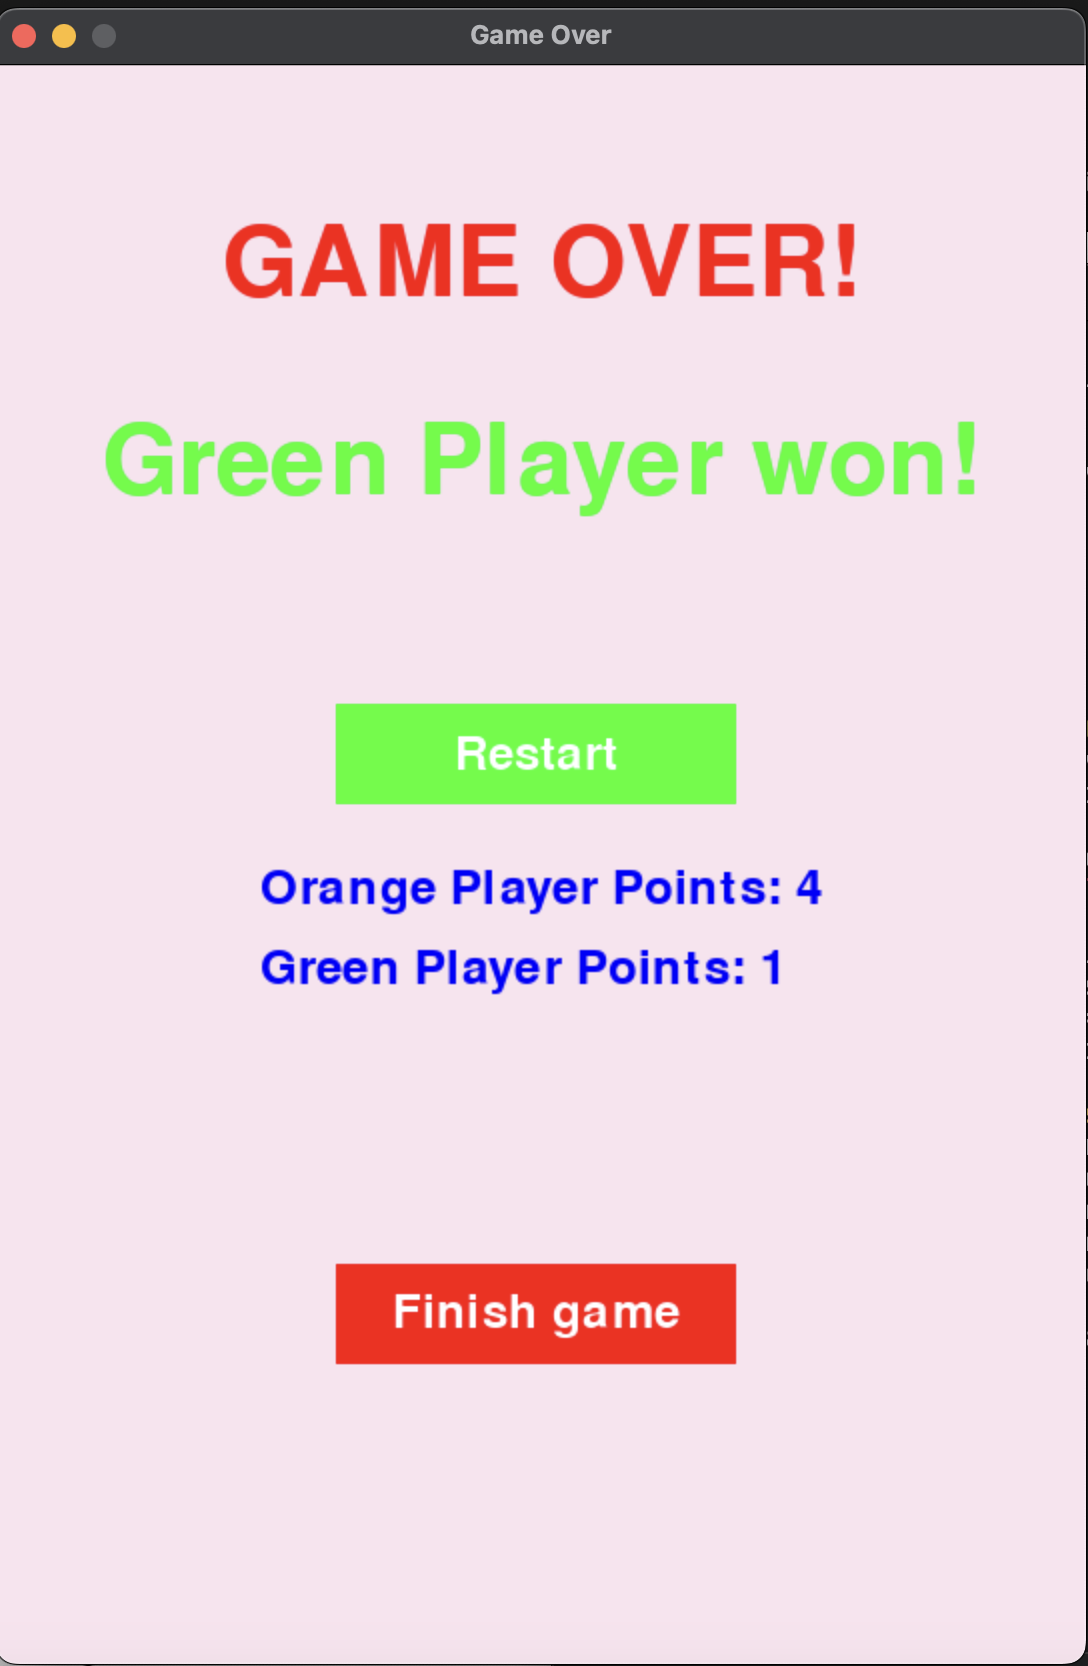 Game Over
GAME OVER!
Green Player won!
Restart
Orange Player Points: 4
Green Player Points: 1
Finish game